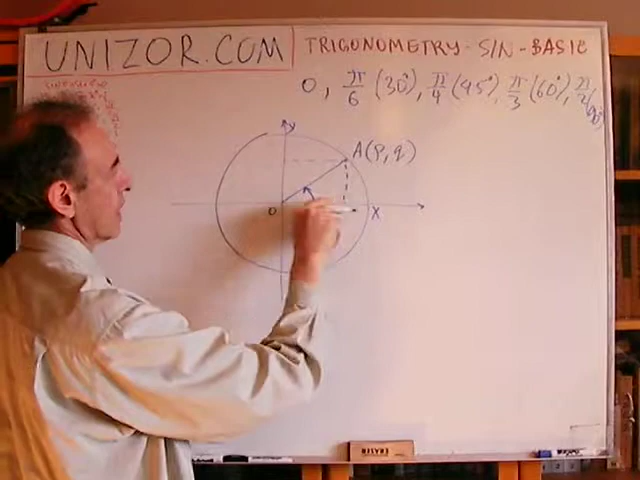 UNIZOR.COM
TRIGONOMETRY - SIN - BASIC
0, π/6 (30°), π/4 (45°), π/3 (60°), π/2 (90°)
y
A(p, q)
0
X